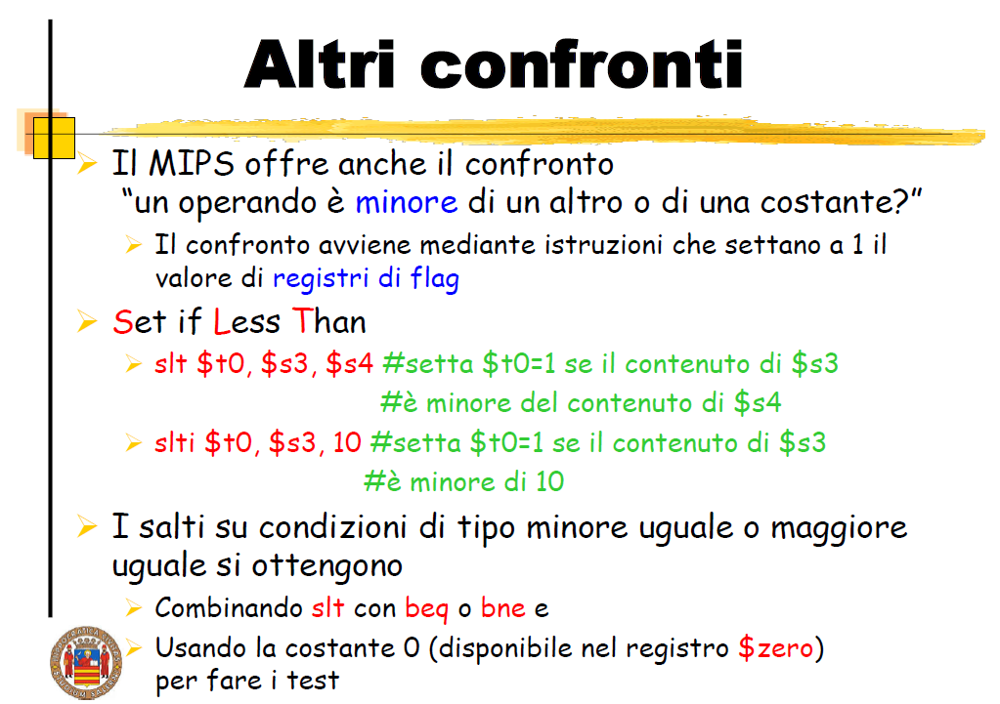 Altri confronti
Il MIPS offre anche il confronto
“un operando è minore di un altro o di una costante?”
Il confronto avviene mediante istruzioni che settano a 1 il
valore di registri di flag
Set if Less Than
slt $t0, $s3, $s4 #setta $t0=1 se il contenuto di $s3
#è minore del contenuto di $s4
slti $t0, $s3, 10 #setta $t0=1 se il contenuto di $s3
#è minore di 10
I salti su condizioni di tipo minore uguale o maggiore
uguale si ottengono
Combinando slt con beq o bne e
Usando la costante 0 (disponibile nel registro $zero)
per fare i test